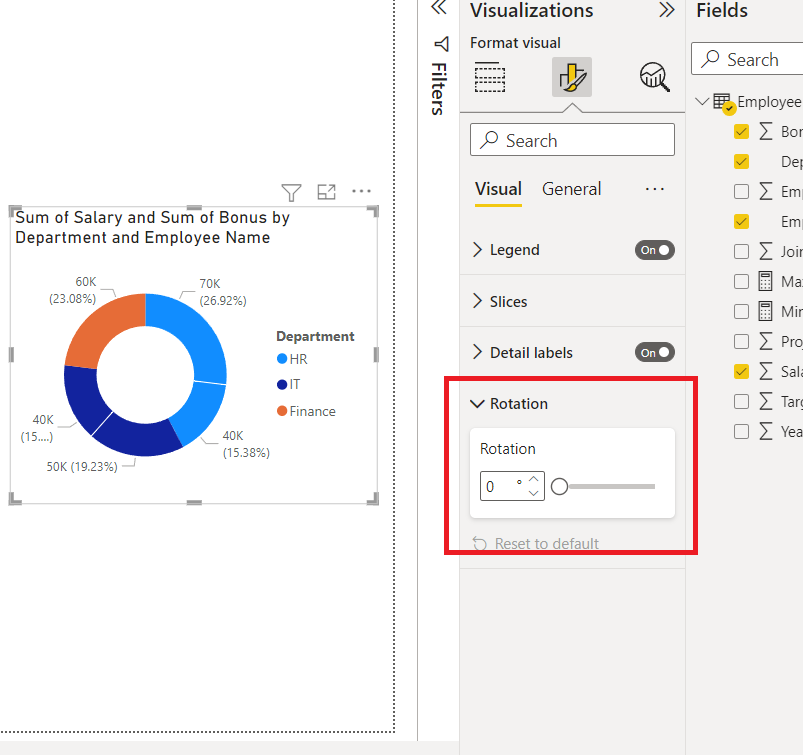 Visualizations
Fields
Format visual
Search
Filters
Employee
Search
Visual General ...
Legend On
Slices
Detail labels On
Rotation
Rotation
0 °
Reset to default
Sum of Salary and Sum of Bonus by
Department and Employee Name
60K
(23.08%)
70K
(26.92%)
40K
(15....)
50K (19.23%)
40K
(15.38%)
Department
HR
IT
Finance
Σ Bon
Dep
Σ Emp
Emp
Σ Join
Max
Min
Σ Proj
Σ Sala
Σ Targ
Σ Yea